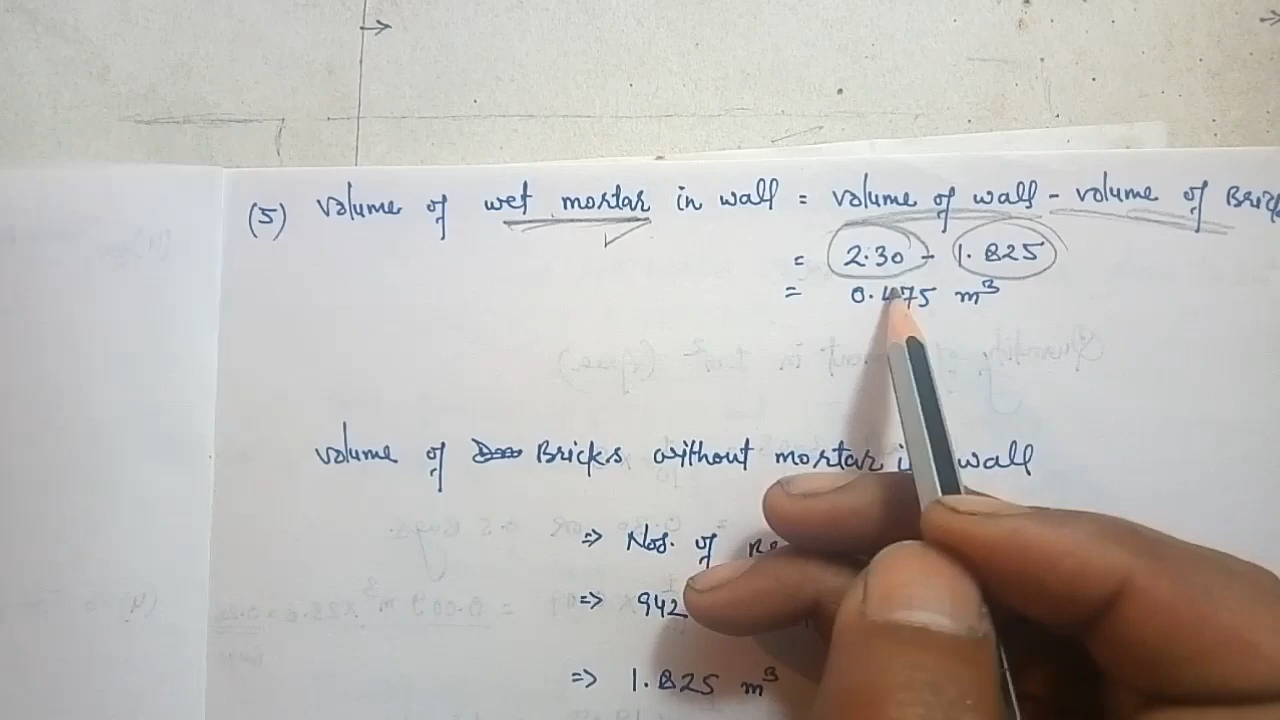 (5) volume of wet mortar in wall = volume of wall - volume of
= 2.30 - 1.825
= 0.475 m³
volume of Bricks without mortar wall
=> Nos. of
=> 942
=> 1.825 m³